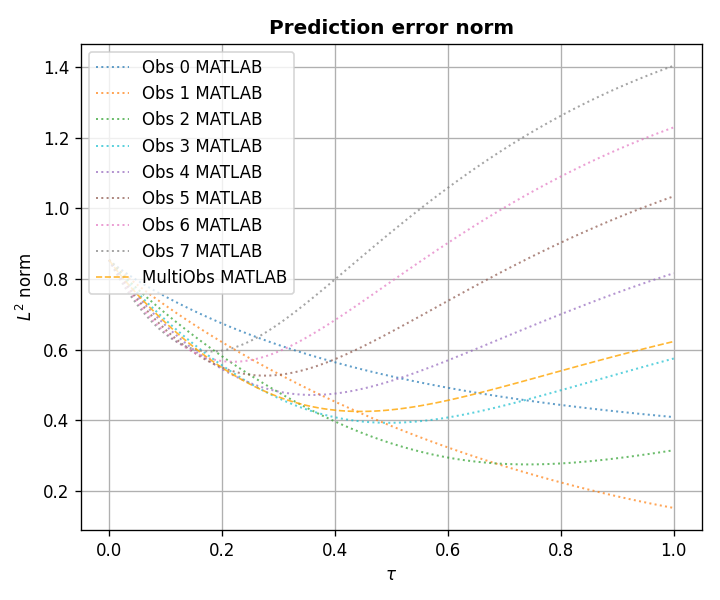 Prediction error norm
L² norm
1.4
1.2
1.0
0.8
0.6
0.4
0.2
Obs 0 MATLAB
Obs 1 MATLAB
Obs 2 MATLAB
Obs 3 MATLAB
Obs 4 MATLAB
Obs 5 MATLAB
Obs 6 MATLAB
Obs 7 MATLAB
MultiObs MATLAB
0.0 0.2 0.4 0.6 0.8 1.0
τ